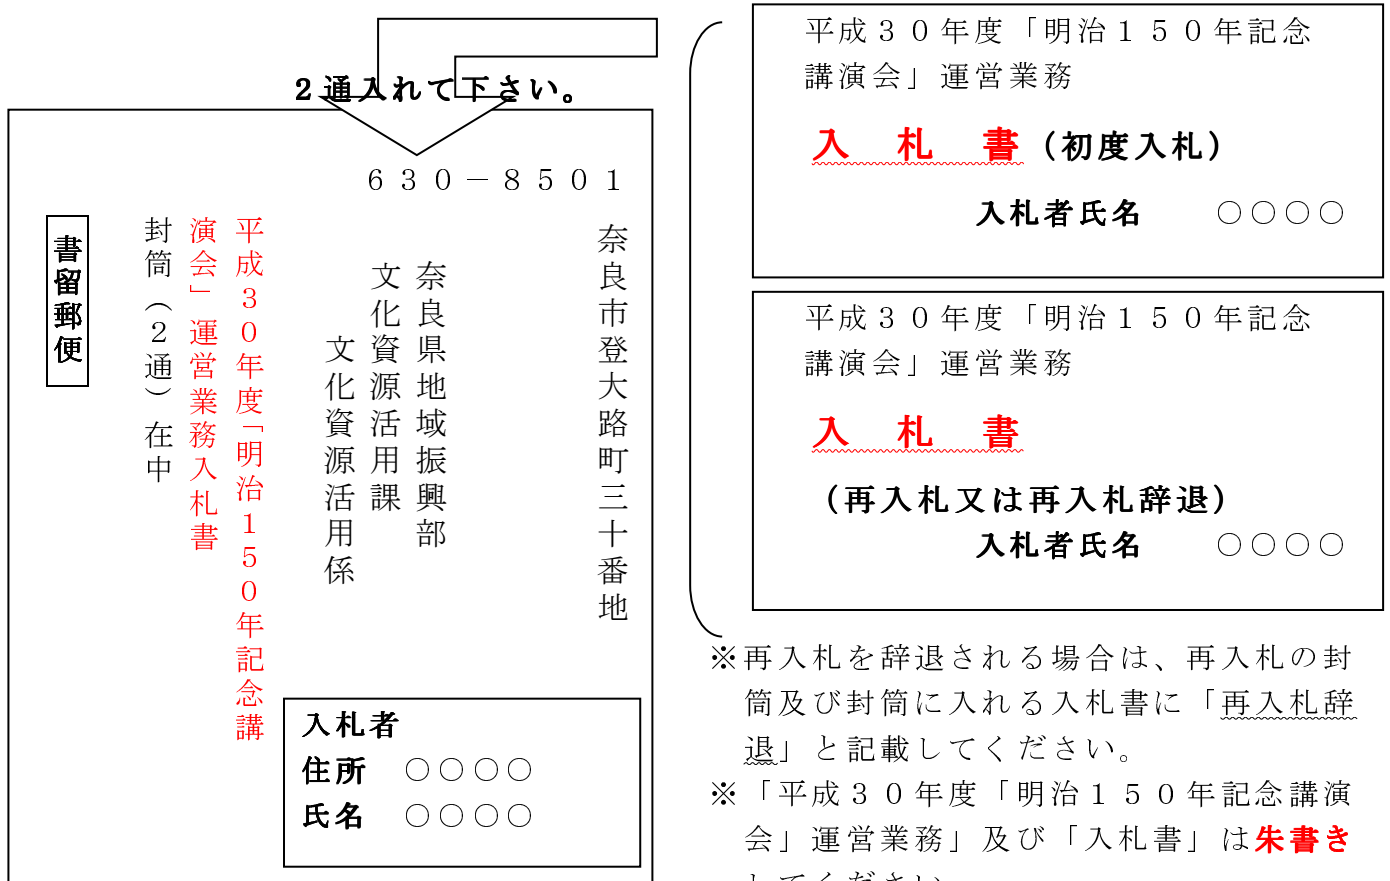 ２通入れて下さい。
６３０－８５０１
奈良市登大路町三十番地
奈良県地域振興部
文化資源活用課
文化資源活用係
平成３０年度「明治１５０年記念講
演会」運営業務入札書
封筒（２通）在中
書留郵便
入札者
住所　○○○○
氏名　○○○○
平成３０年度「明治１５０年記念
講演会」運営業務
入　札　書（初度入札）
入札者氏名　○○○○
平成３０年度「明治１５０年記念
講演会」運営業務
入　札　書
（再入札又は再入札辞退）
入札者氏名　○○○○
※再入札を辞退される場合は、再入札の封
筒及び封筒に入れる入札書に「再入札辞
退」と記載してください。
※「平成３０年度「明治１５０年記念講演
会」運営業務」及び「入札書」は朱書き
してください